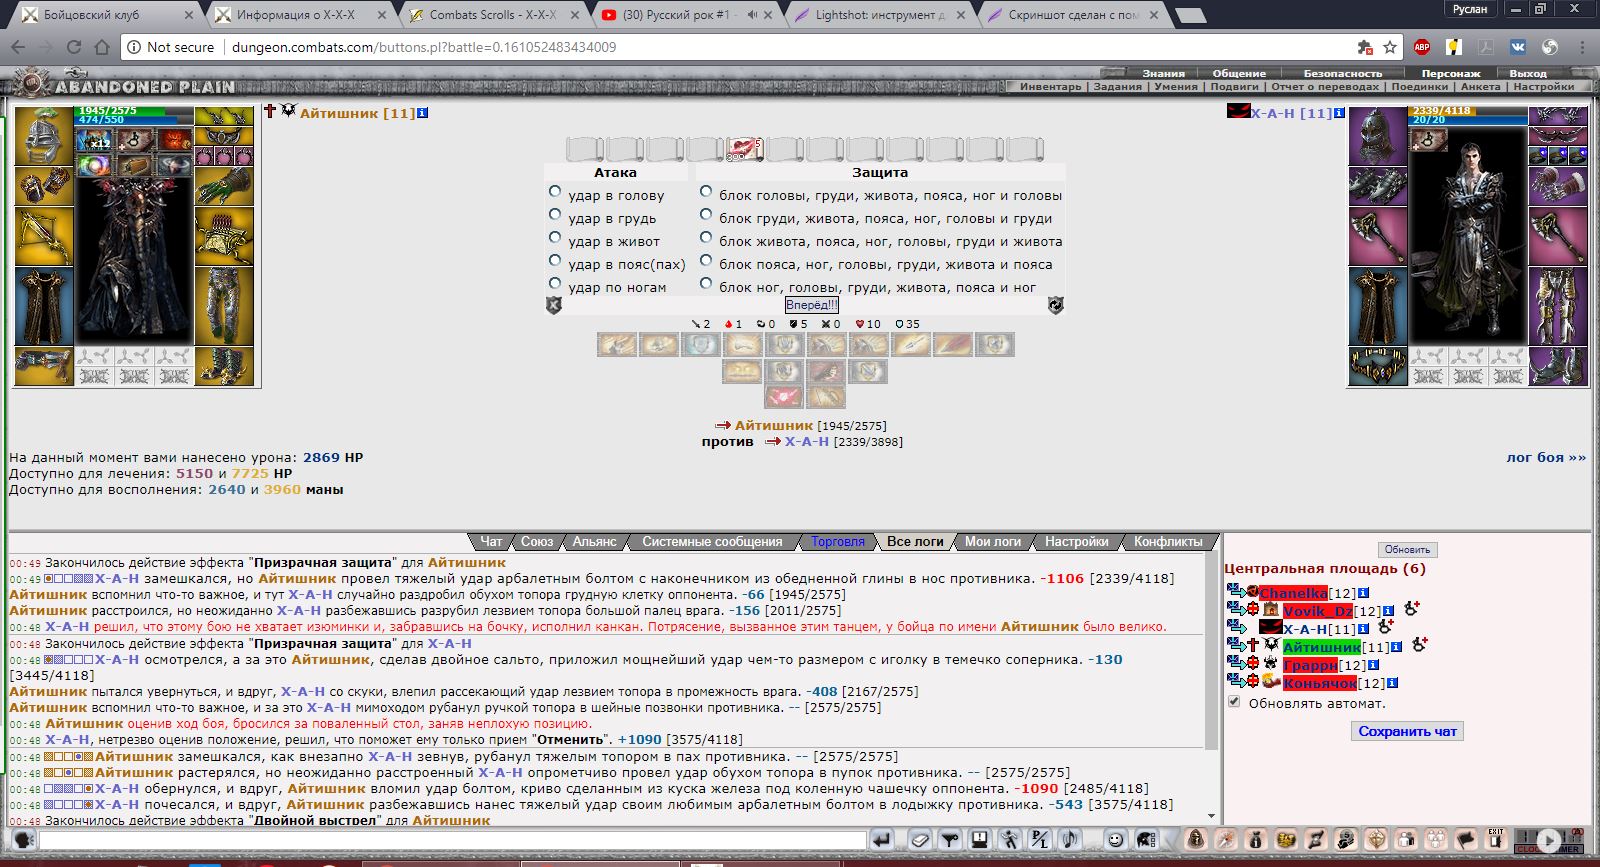 Бойцовский клуб
Информация о Х-Х-Х
Combats Scrolls - Х-Х-Х
(30) Русский рок #1 -
Lightshot: инструмент д
Скриншот сделан с пом
Руслан
Not secure | dungeon.combats.com/buttons.pl?battle=0.161052483434009
ABP
ABANDONED PLAIN
Знания Общение Безопасность Персонаж Выход
Инвентарь | Задания | Умения | Подвиги | Отчет о переводах | Поединки | Анкета | Настройки
1945/2575
474/550
x12
Айтишник [11]
Х-А-Н [11]
2339/4118
20/20
Атака Защита
удар в голову блок головы, груди, живота, пояса, ног и головы
удар в грудь блок груди, живота, пояса, ног, головы и груди
удар в живот блок живота, пояса, ног, головы, груди и живота
удар в пояс(пах) блок пояса, ног, головы, груди, живота и пояса
удар по ногам блок ног, головы, груди, живота, пояса и ног
Вперёд!!!
2 1 0 5 0 10 35
Айтишник [1945/2575]
против Х-А-Н [2339/3898]
На данный момент вами нанесено урона: 2869 HP
Доступно для лечения: 5150 и 7725 HP
Доступно для восполнения: 2640 и 3960 маны
лог боя »»
Чат Союз Альянс Системные сообщения Торговля Все логи Мои логи Настройки Конфликты
00:49 Закончилось действие эффекта "Призрачная защита" для Айтишник
00:49 Х-А-Н замешкался, но Айтишник провел тяжелый удар арбалетным болтом с наконечником из обедненной глины в нос противника. -1106 [2339/4118]
Айтишник вспомнил что-то важное, и тут Х-А-Н случайно раздробил обухом топора грудную клетку оппонента. -66 [1945/2575]
Айтишник расстроился, но неожиданно Х-А-Н разбежавшись разрубил лезвием топора большой палец врага. -156 [2011/2575]
00:48 Х-А-Н решил, что этому бою не хватает изюминки и, забравшись на бочку, исполнил канкан. Потрясение, вызванное этим танцем, у бойца по имени Айтишник было велико.
00:48 Закончилось действие эффекта "Призрачная защита" для Х-А-Н
00:48 Х-А-Н осмотрелся, а за это Айтишник, сделав двойное сальто, приложил мощнейший удар чем-то размером с иголку в темечко соперника. -130
[3445/4118]
Айтишник пытался увернуться, и вдруг, Х-А-Н со скуки, влепил рассекающий удар лезвием топора в промежность врага. -408 [2167/2575]
Айтишник вспомнил что-то важное, и за это Х-А-Н мимоходом рубанул ручкой топора в шейные позвонки противника. -- [2575/2575]
00:48 Айтишник оценив ход боя, бросился за поваленный стол, заняв неплохую позицию.
00:48 Х-А-Н, нетрезво оценив положение, решил, что поможет ему только прием "Отменить". +1090 [3575/4118]
00:48 Айтишник замешкался, как внезапно Х-А-Н зевнув, рубанул тяжелым топором в пах противника. -- [2575/2575]
00:48 Айтишник растерялся, но неожиданно расстроенный Х-А-Н опрометчиво провел удар обухом топора в пупок противника. -- [2575/2575]
00:48 Х-А-Н обернулся, и вдруг, Айтишник вломил удар болтом, криво сделанным из куска железа под коленную чашечку оппонента. -1090 [2485/4118]
00:48 Х-А-Н почесался, и вдруг, Айтишник разбежавшись нанес тяжелый удар своим любимым арбалетным болтом в лодыжку противника. -543 [3575/4118]
00:48 Закончилось действие эффекта "Двойной выстрел" для Айтишник
Обновить
Центральная площадь (6)
Chanelka[12]
Vovik_Dz[12]
Х-А-Н[11]
Айтишник[11]
Граррн[12]
Коньячок[12]
Обновлять автомат.
Сохранить чат
P/L
EXIT